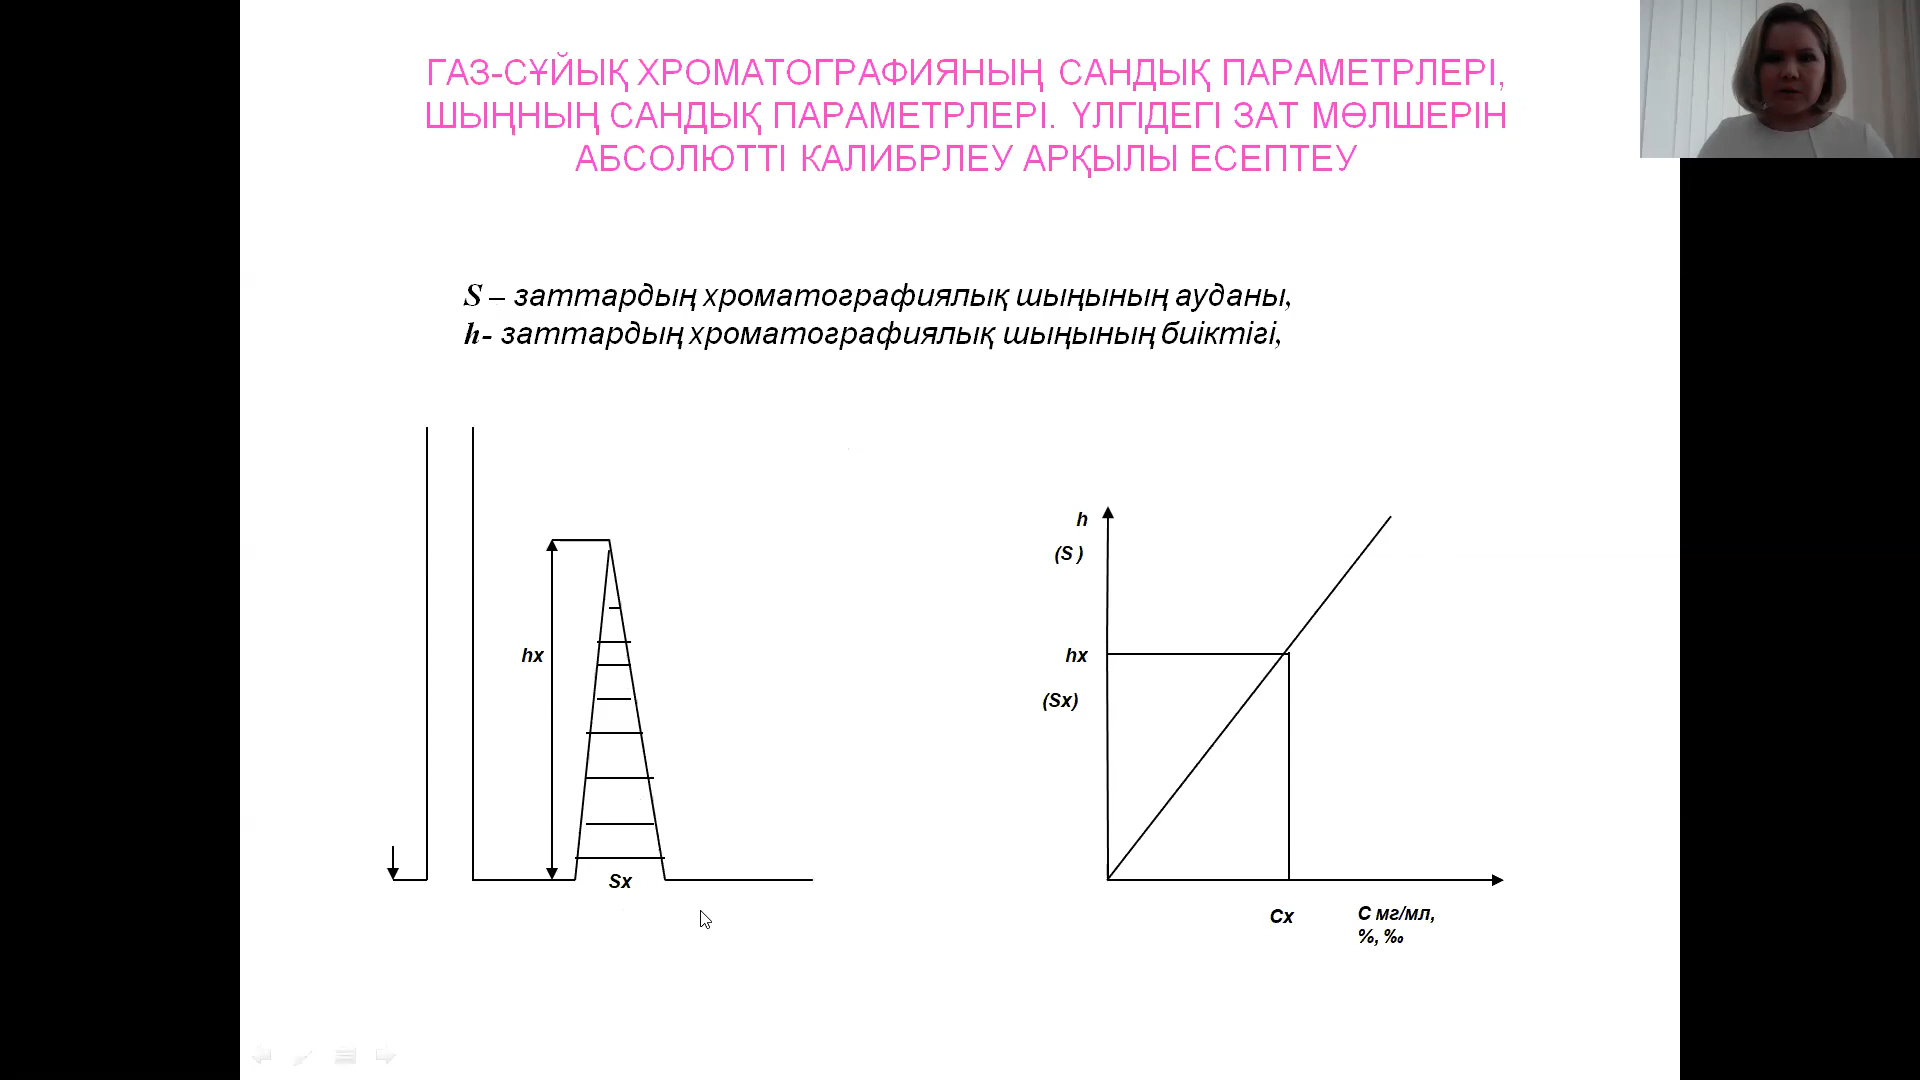 ГАЗ-СҰЙЫҚ ХРОМАТОГРАФИЯНЫҢ САНДЫҚ ПАРАМЕТРЛЕРІ,
ШЫҢНЫҢ САНДЫҚ ПАРАМЕТРЛЕРІ. ҮЛГІДЕГІ ЗАТ МӨЛШЕРІН
АБСОЛЮТТІ КАЛИБРЛЕУ АРҚЫЛЫ ЕСЕПТЕУ
S – заттардың хроматографиялық шыңының ауданы,
h- заттардың хроматографиялық шыңының биіктігі,
hx
Sx
h
(S )
hx
(Sx)
Cx
С мг/мл,
%, ‰